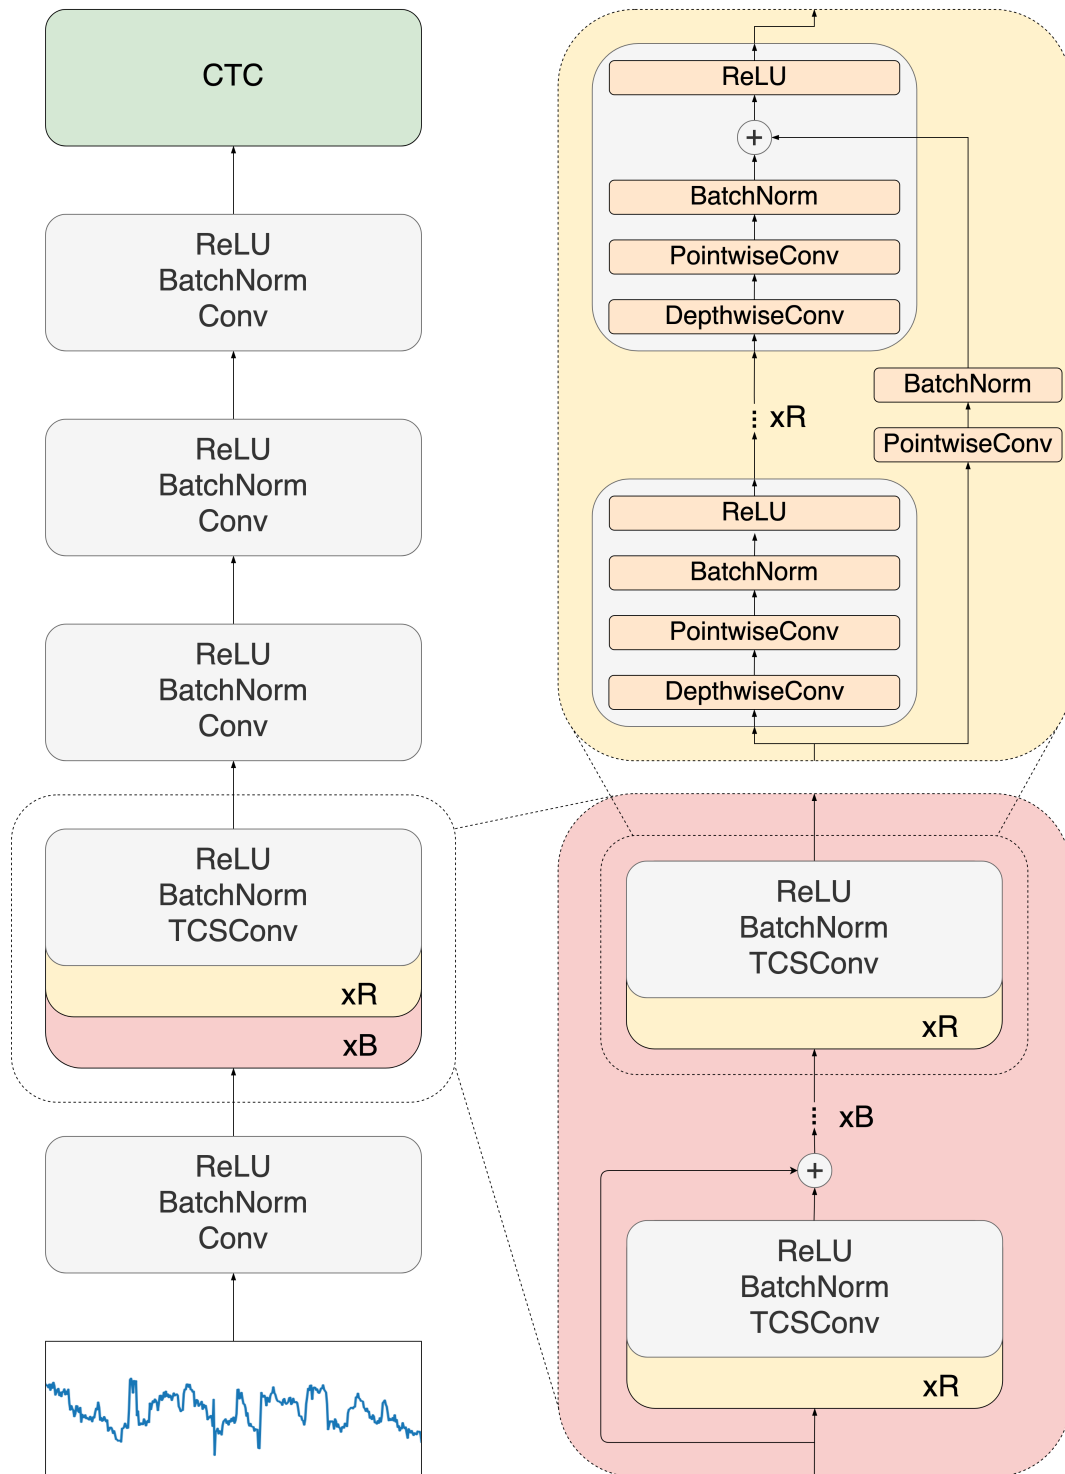 CTC
ReLU
BatchNorm
Conv
ReLU
BatchNorm
Conv
ReLU
BatchNorm
Conv
ReLU
BatchNorm
TCSConv
xR
xB
ReLU
BatchNorm
Conv
ReLU
+
BatchNorm
PointwiseConv
DepthwiseConv
xR
BatchNorm
PointwiseConv
ReLU
BatchNorm
PointwiseConv
DepthwiseConv
ReLU
BatchNorm
TCSConv
xR
xB
+
ReLU
BatchNorm
TCSConv
xR